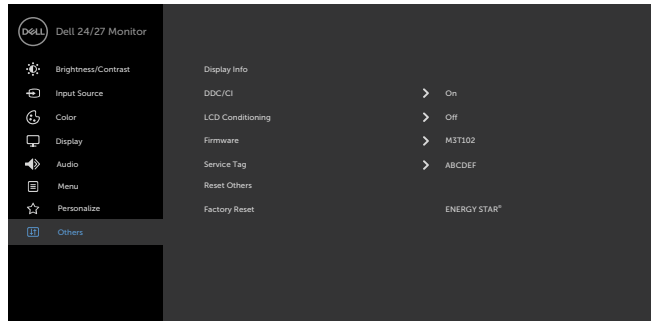 DELL Dell 24/27 Monitor
Brightness/Contrast
Input Source
Color
Display
Audio
Menu
Personalize
Others
Display Info
DDC/CI On
LCD Conditioning Off
Firmware M3T102
Service Tag ABCDEF
Reset Others
Factory Reset ENERGY STAR®